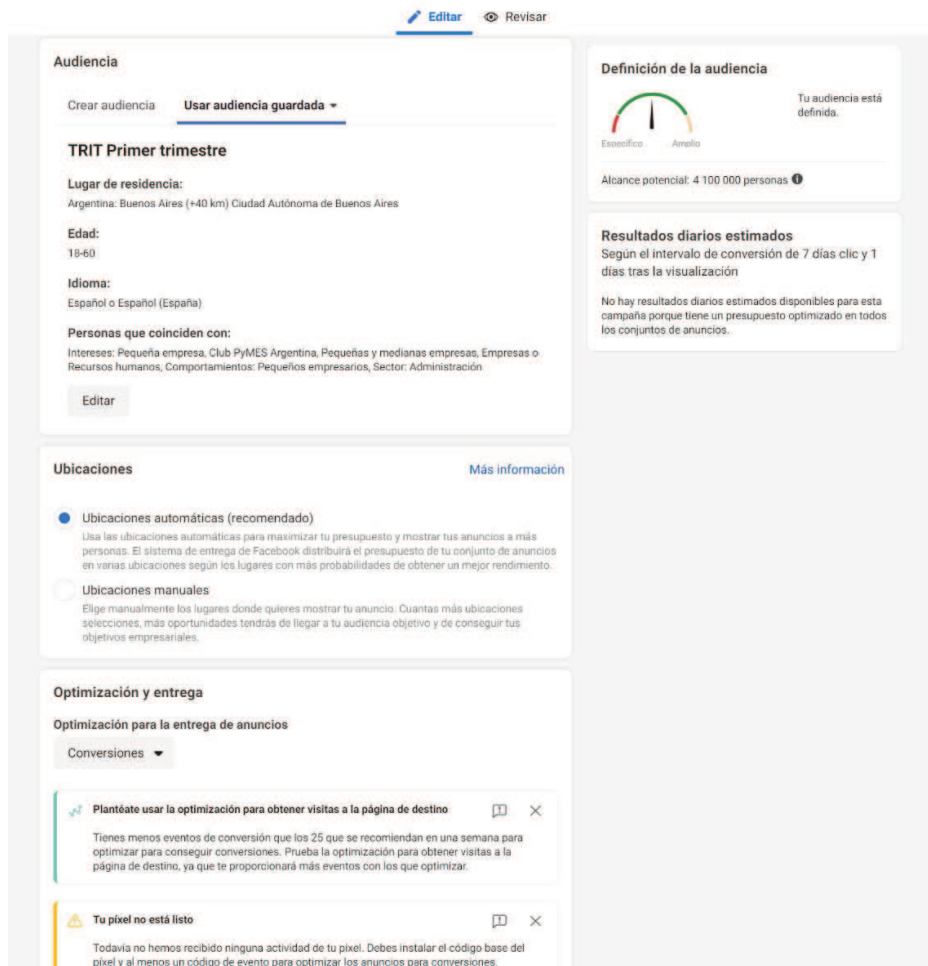 Editar
Revisar
Audiencia
Crear audiencia
Usar audiencia guardada
TRIT Primer trimestre
Lugar de residencia:
Argentina: Buenos Aires (+40 km) Ciudad Autónoma de Buenos Aires
Edad:
18-60
Idioma:
Español o Español (España)
Personas que coinciden con:
Intereses: Pequeña empresa, Club PyMES Argentina, Pequeñas y medianas empresas, Empresas o
Recursos humanos, Comportamientos: Pequeños empresarios, Sector: Administración
Editar
Definición de la audiencia
Tu audiencia está
definida.
Específico
Amplio
Alcance potencial: 4 100 000 personas
Resultados diarios estimados
Según el intervalo de conversión de 7 días clic y 1
días tras la visualización
No hay resultados diarios estimados disponibles para esta
campaña porque tiene un presupuesto optimizado en todos
los conjuntos de anuncios.
Ubicaciones
Más información
Ubicaciones automáticas (recomendado)
Usa las ubicaciones automáticas para maximizar tu presupuesto y mostrar tus anuncios a más
personas. El sistema de entrega de Facebook distribuirá el presupuesto de tu conjunto de anuncios
en varias ubicaciones según los lugares con más probabilidades de obtener un mejor rendimiento.
Ubicaciones manuales
Elige manualmente los lugares donde quieres mostrar tu anuncio. Cuantas más ubicaciones
selecciones, más oportunidades tendrás de llegar a tu audiencia objetivo y de conseguir tus
objetivos empresariales.
Optimización y entrega
Optimización para la entrega de anuncios
Conversiones
Plantéate usar la optimización para obtener visitas a la página de destino
Tienes menos eventos de conversión que los 25 que se recomiendan en una semana para
optimizar para conseguir conversiones. Prueba la optimización para obtener visitas a la
página de destino, ya que te proporcionará más eventos con los que optimizar.
Tu píxel no está listo
Todavía no hemos recibido ninguna actividad de tu píxel. Debes instalar el código base del
píxel y al menos un código de evento para optimizar los anuncios para conversiones.